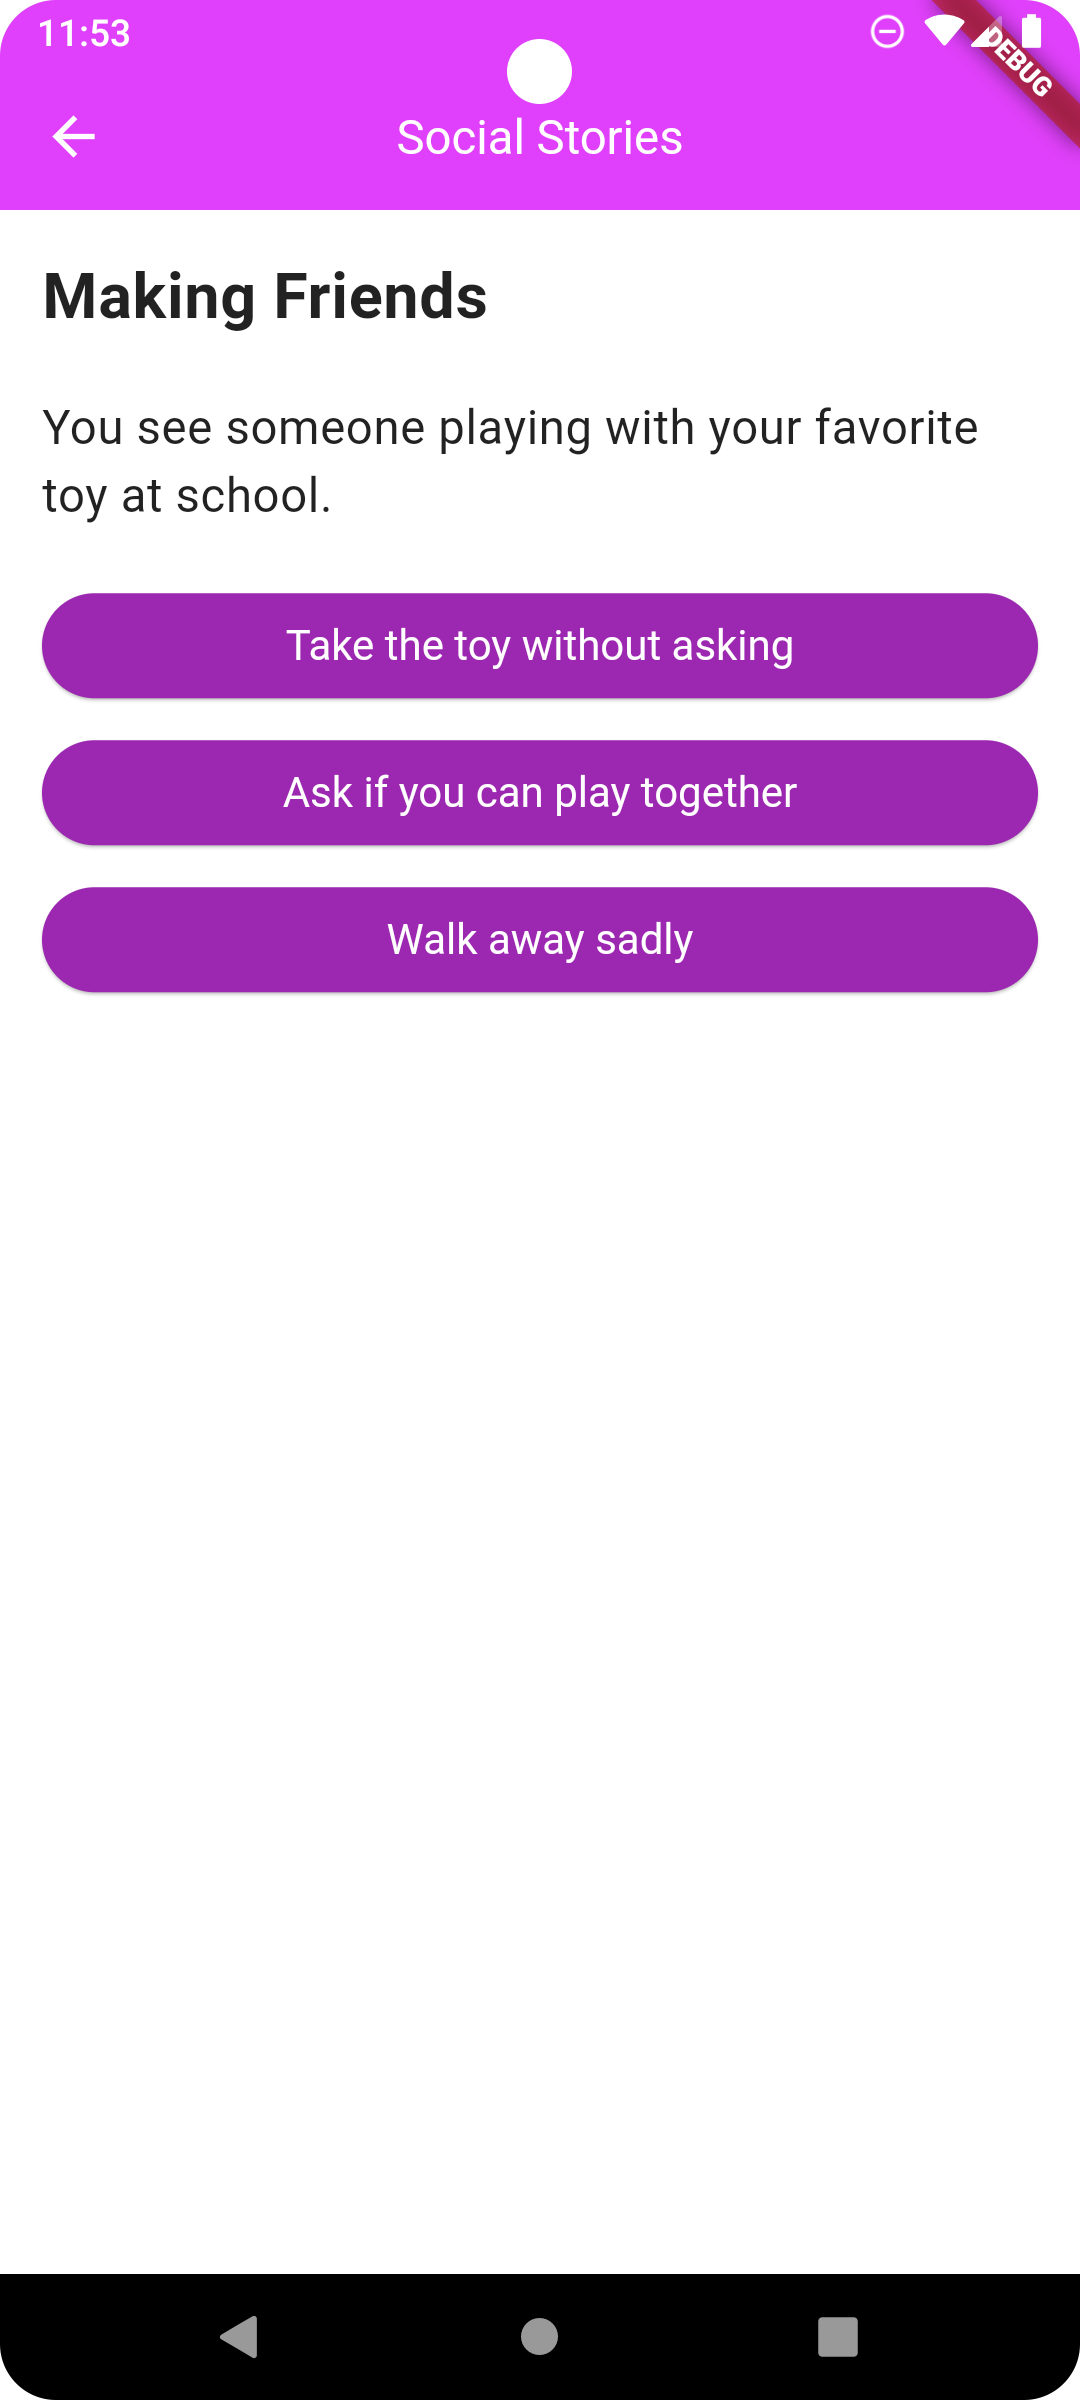 11:53
DEBUG
Social Stories
Making Friends
You see someone playing with your favorite
toy at school.
Take the toy without asking
Ask if you can play together
Walk away sadly